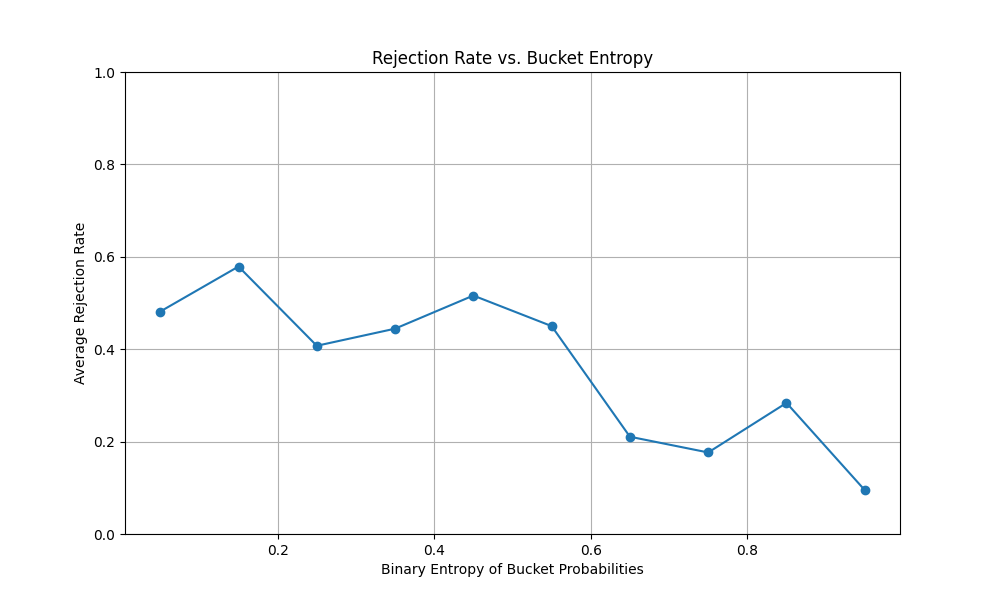 Rejection Rate vs. Bucket Entropy
1.0
0.8
0.6
0.4
0.2
0.0
Average Rejection Rate
0.2 0.4 0.6 0.8
Binary Entropy of Bucket Probabilities